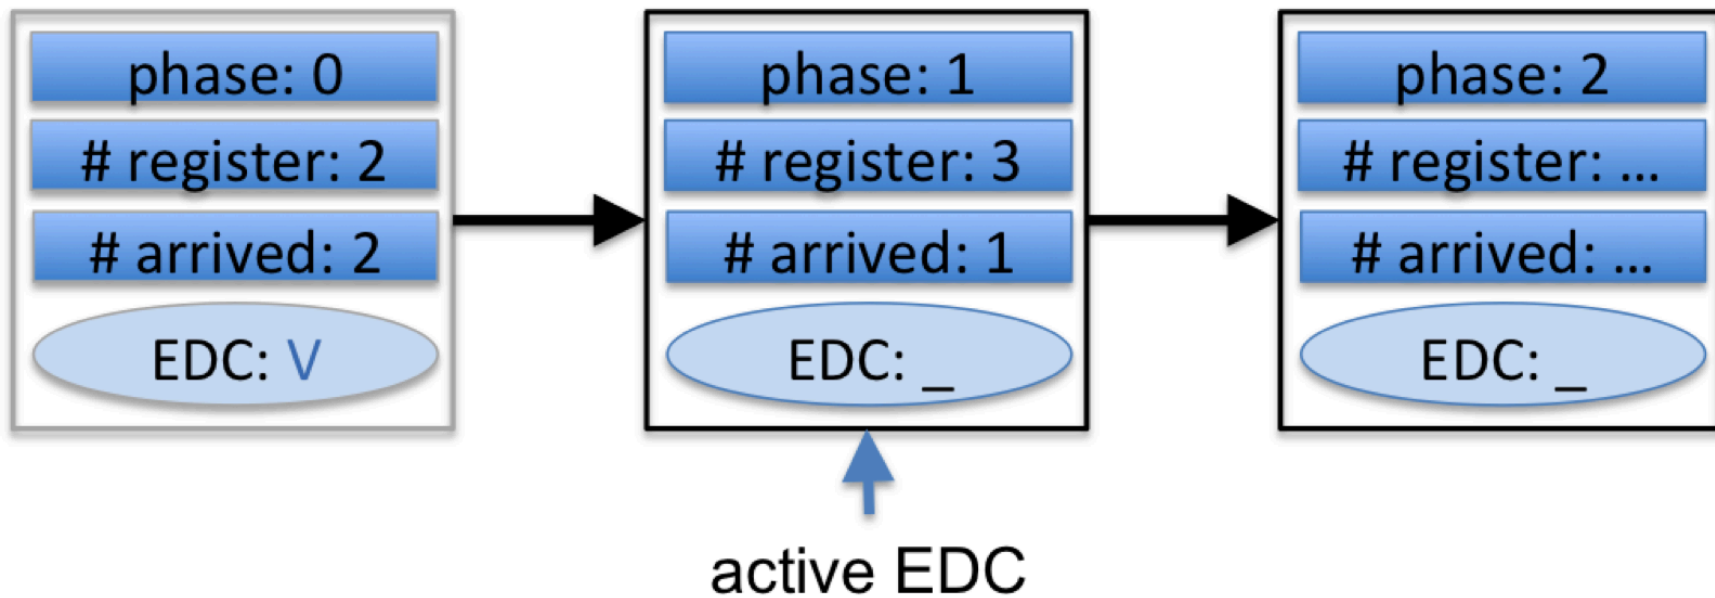 phase: 0
# register: 2
# arrived: 2
EDC: V
phase: 1
# register: 3
# arrived: 1
EDC: _
phase: 2
# register: ...
# arrived: ...
EDC: _
active EDC